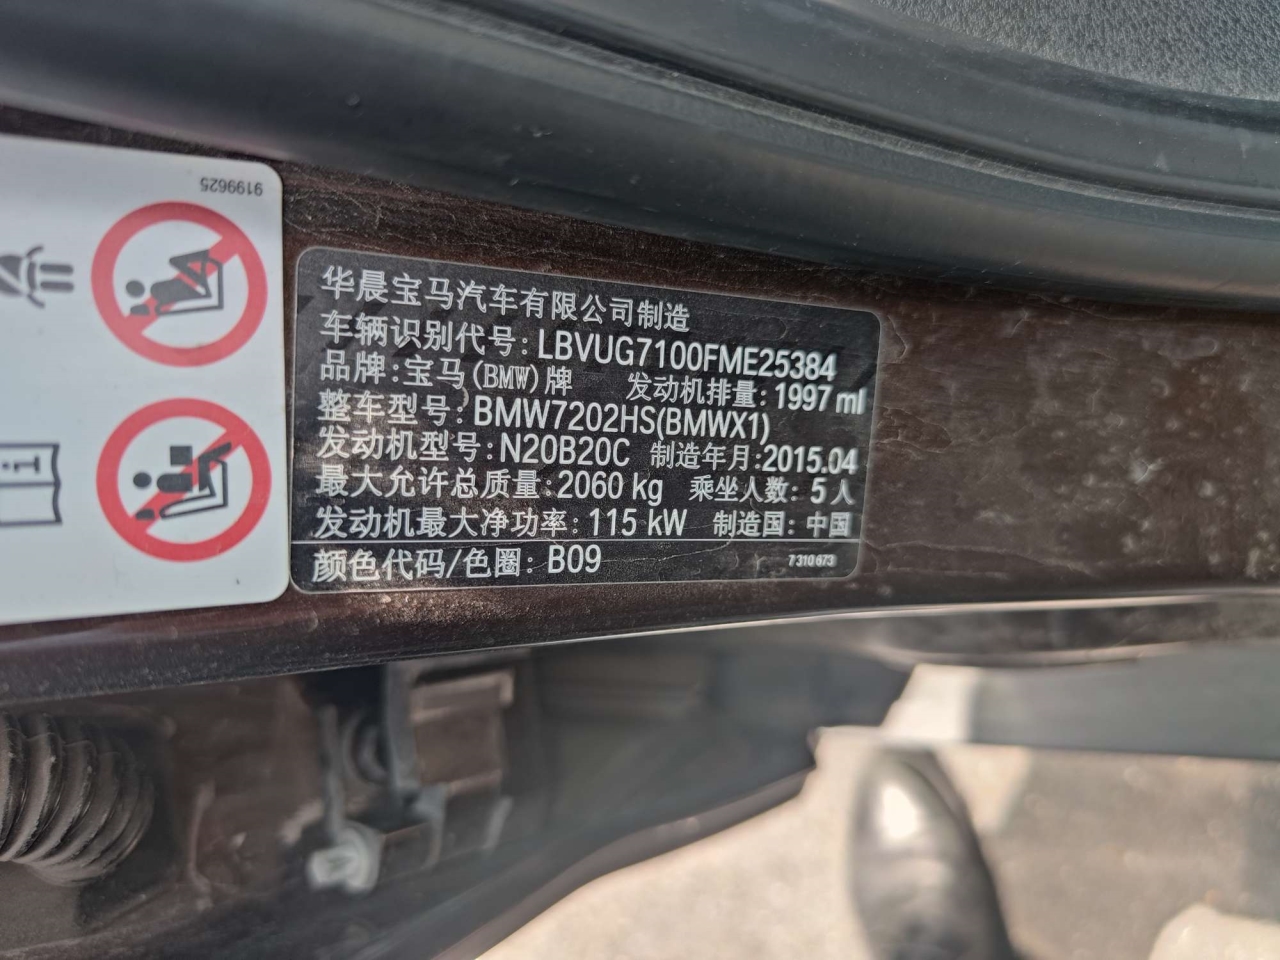 9199625
华晨宝马汽车有限公司制造
车辆识别代号:LBVUG7100FME25384
品牌:宝马(BMW)牌 发动机排量:1997 ml
整车型号:BMW7202HS(BMWX1)
发动机型号:N20B20C 制造年月:2015.04
最大允许总质量:2060 kg 乘坐人数:5人
发动机最大净功率:115 kW 制造国:中国
颜色代码/色圈:B09 7310673